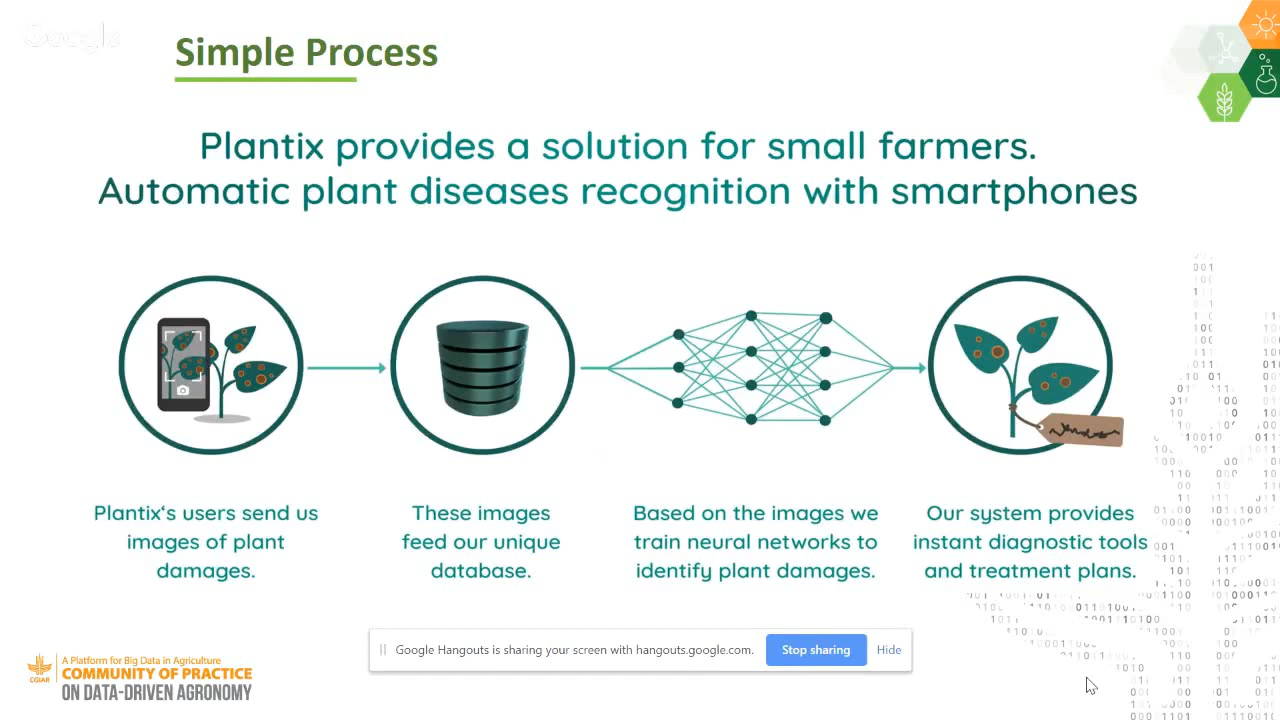 Google
Simple Process
Plantix provides a solution for small farmers.
Automatic plant diseases recognition with smartphones
Plantix‘s users send us
images of plant
damages.
These images
feed our unique
database.
Based on the images we
train neural networks to
identify plant damages.
Our system provides
instant diagnostic tools
and treatment plans.
Google Hangouts is sharing your screen with hangouts.google.com.
Stop sharing
Hide
CGIAR
A Platform for Big Data in Agriculture
COMMUNITY OF PRACTICE
ON DATA-DRIVEN AGRONOMY